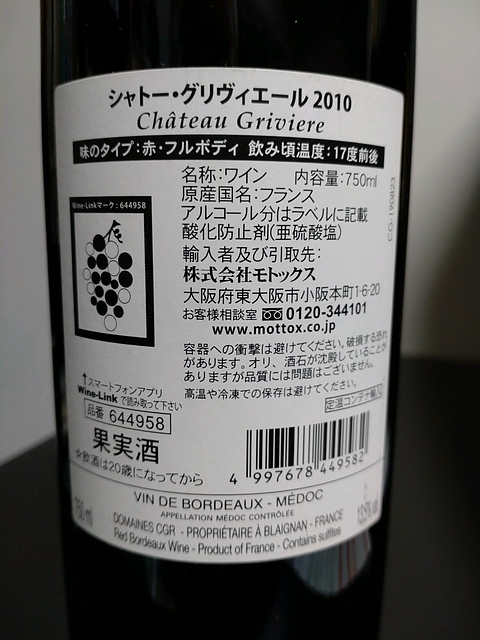 シャトー・グリヴィエール 2010
Château Griviere
味のタイプ:赤・フルボディ 飲み頃温度:17度前後
名称:ワイン 内容量:750ml
原産国名:フランス
アルコール分はラベルに記載
酸化防止剤(亜硫酸塩)
輸入者及び引取先:
株式会社モトックス
大阪府東大阪市小阪本町1-6-20
お客様相談室 0120-344101
www.mottox.co.jp
Wine-Linkマーク:644958
容器への衝撃は避けてください。破損する恐れ
があります。オリ、酒石が沈殿していることが
ありますが品質には問題はございません。
高温や冷凍での保存は避けてください。
定温コンテナ輸入
↑スマートフォンアプリ
Wine-Link で読み取って下さい
品番 644958
果実酒
☆飲酒は20歳になってから
4 997678 449582
VIN DE BORDEAUX - MÉDOC
APPELLATION MÉDOC CONTRÔLÉE
750 ml
DOMAINES CGR - PROPRIÉTAIRE À BLAIGNAN - FRANCE
Red Bordeaux Wine - Product of France - Contains sulfites